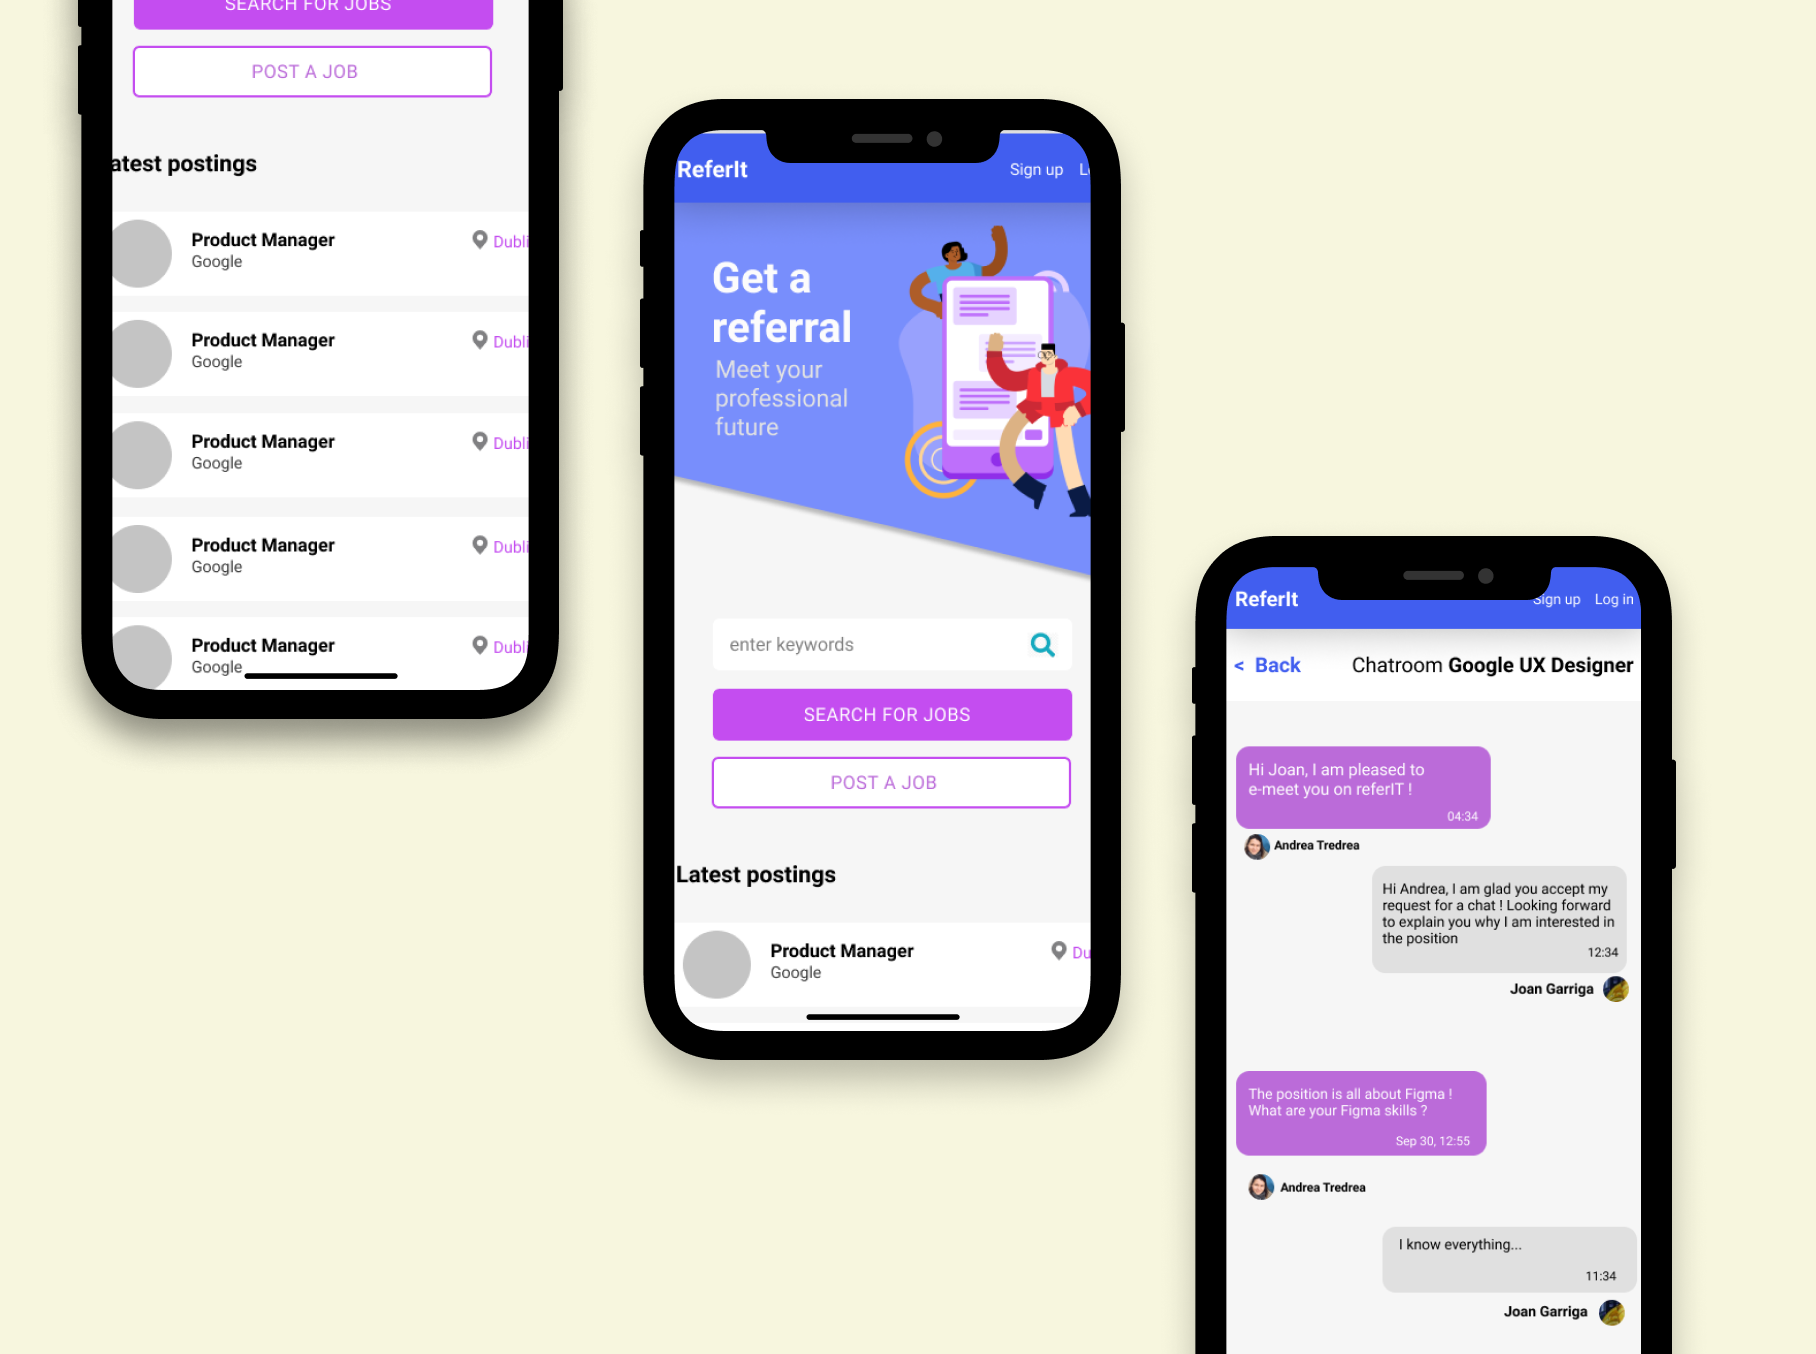 SEARCH FOR JOBS
POST A JOB
atest postings
Product Manager
Google
Dubli
Product Manager
Google
Dubli
Product Manager
Google
Dubli
Product Manager
Google
Dubli
Product Manager
Google
Dubli
ReferIt
Sign up
L
Get a
referral
Meet your
professional
future
enter keywords
SEARCH FOR JOBS
POST A JOB
Latest postings
Product Manager
Google
Du
ReferIt
Sign up Log in
< Back
Chatroom Google UX Designer
Hi Joan, I am pleased to
e-meet you on referIT !
04:34
Andrea Tredrea
Hi Andrea, I am glad you accept my
request for a chat ! Looking forward
to explain you why I am interested in
the position
12:34
Joan Garriga
The position is all about Figma !
What are your Figma skills ?
Sep 30, 12:55
Andrea Tredrea
I know everything...
11:34
Joan Garriga